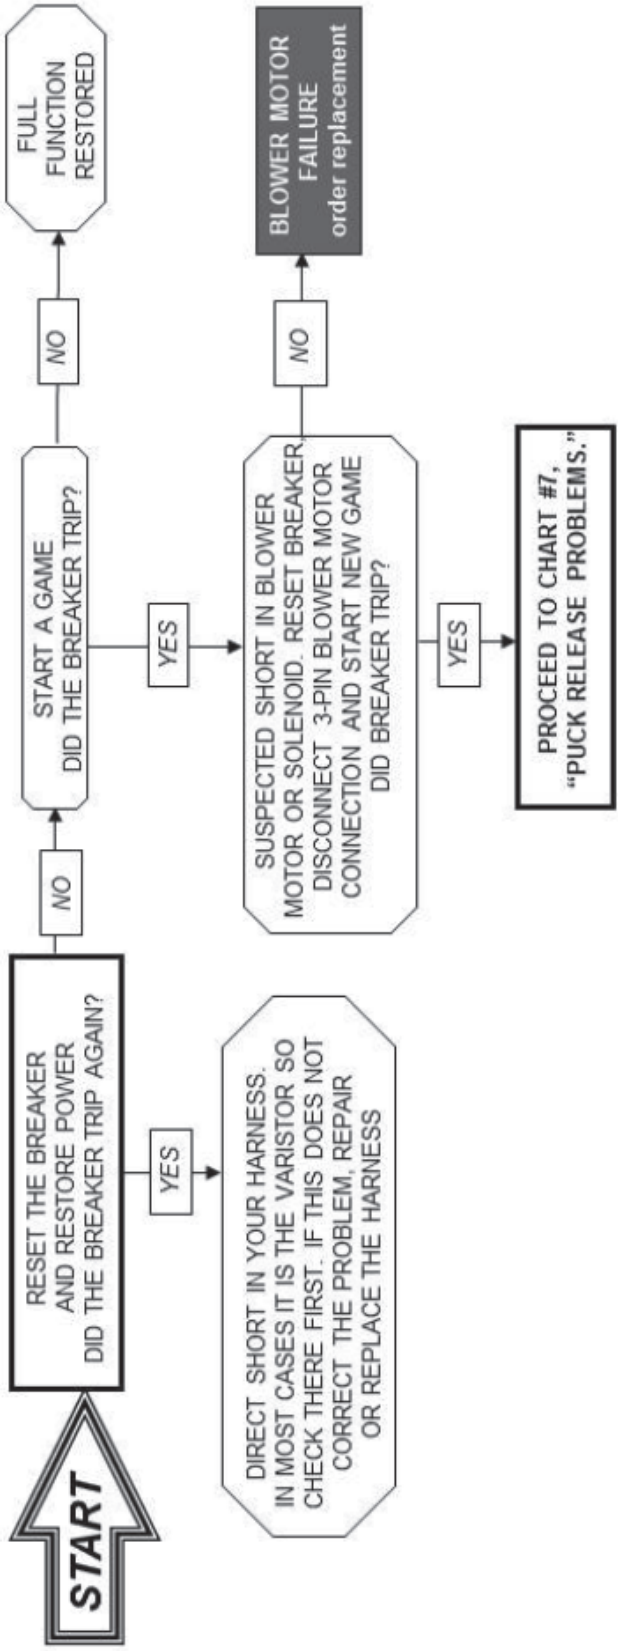 START
RESET THE BREAKER
AND RESTORE POWER
DID THE BREAKER TRIP AGAIN?
NO
START A GAME
DID THE BREAKER TRIP?
NO
FULL
FUNCTION
RESTORED
YES
DIRECT SHORT IN YOUR HARNESS.
IN MOST CASES IT IS THE VARISTOR SO
CHECK THERE FIRST. IF THIS DOES NOT
CORRECT THE PROBLEM, REPAIR
OR REPLACE THE HARNESS
YES
SUSPECTED SHORT IN BLOWER
MOTOR OR SOLENOID. RESET BREAKER,
DISCONNECT 3-PIN BLOWER MOTOR
CONNECTION AND START NEW GAME
DID BREAKER TRIP?
NO
BLOWER MOTOR
FAILURE
order replacement
YES
PROCEED TO CHART #7,
“PUCK RELEASE PROBLEMS.”